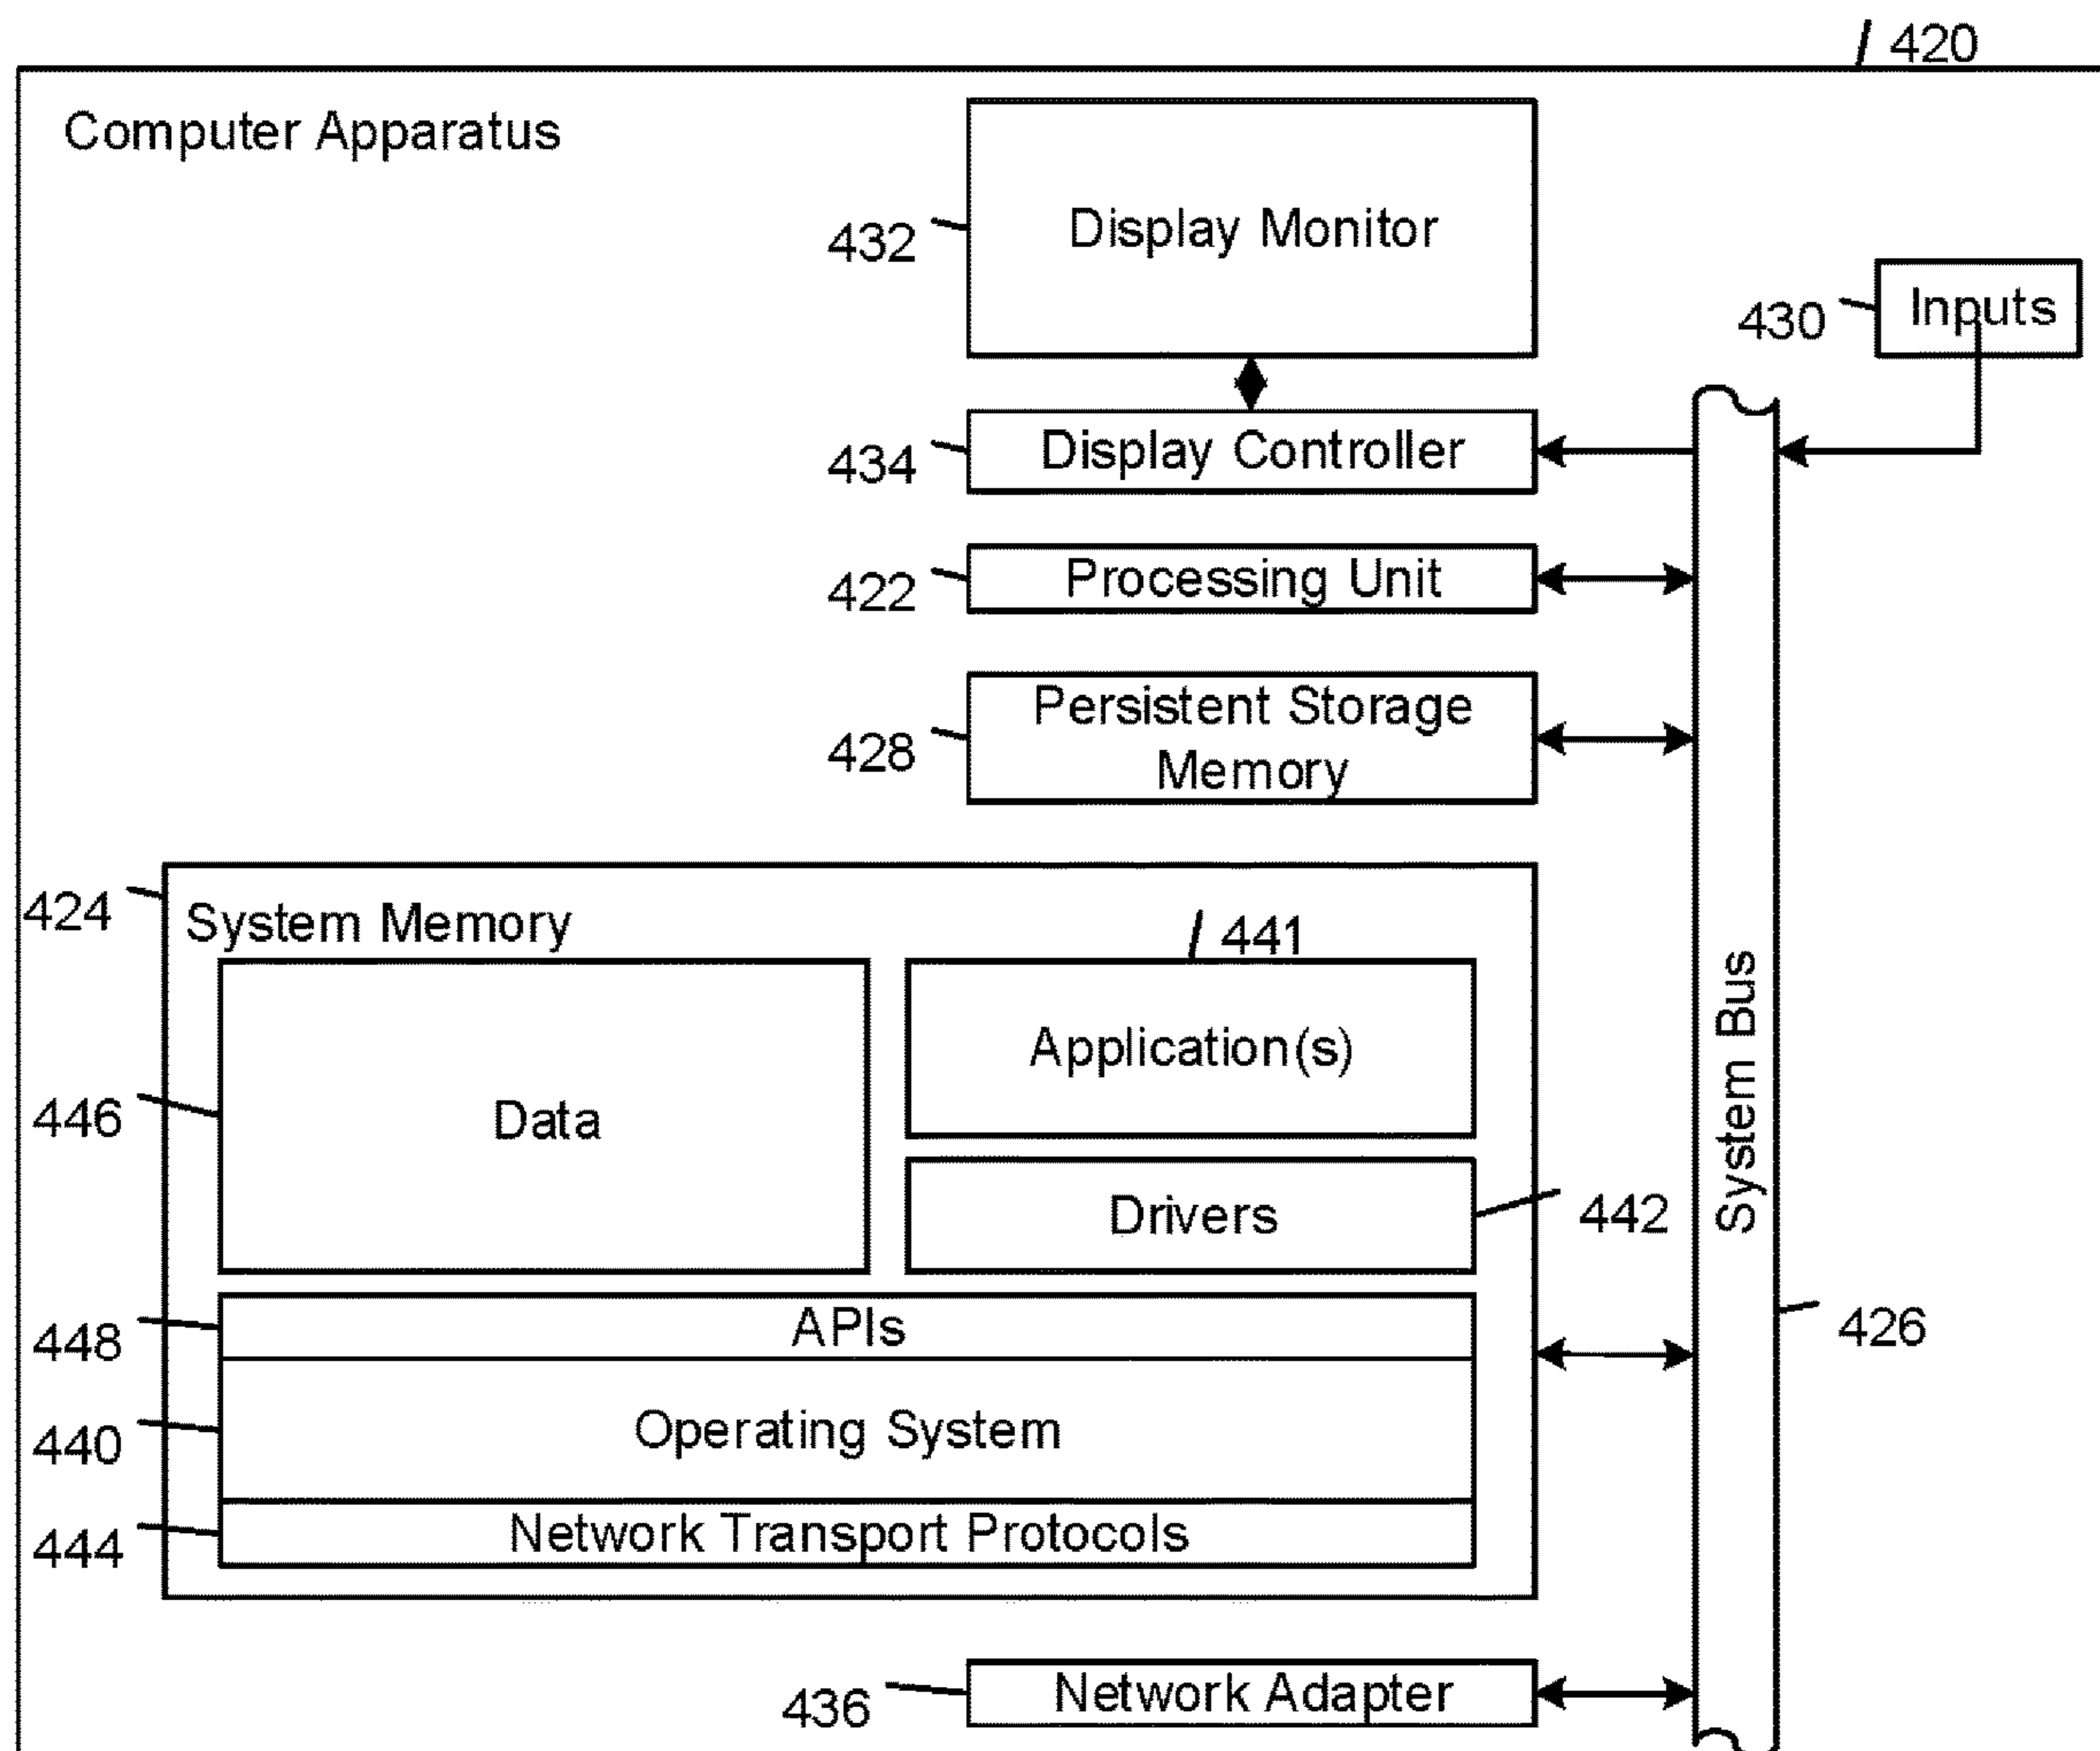 420
Computer Apparatus
432
Display Monitor
430
Inputs
434
Display Controller
422
Processing Unit
428
Persistent Storage
Memory
424
System Memory
441
446
Data
Application(s)
Drivers
442
System Bus
426
448
APIs
440
Operating System
444
Network Transport Protocols
436
Network Adapter